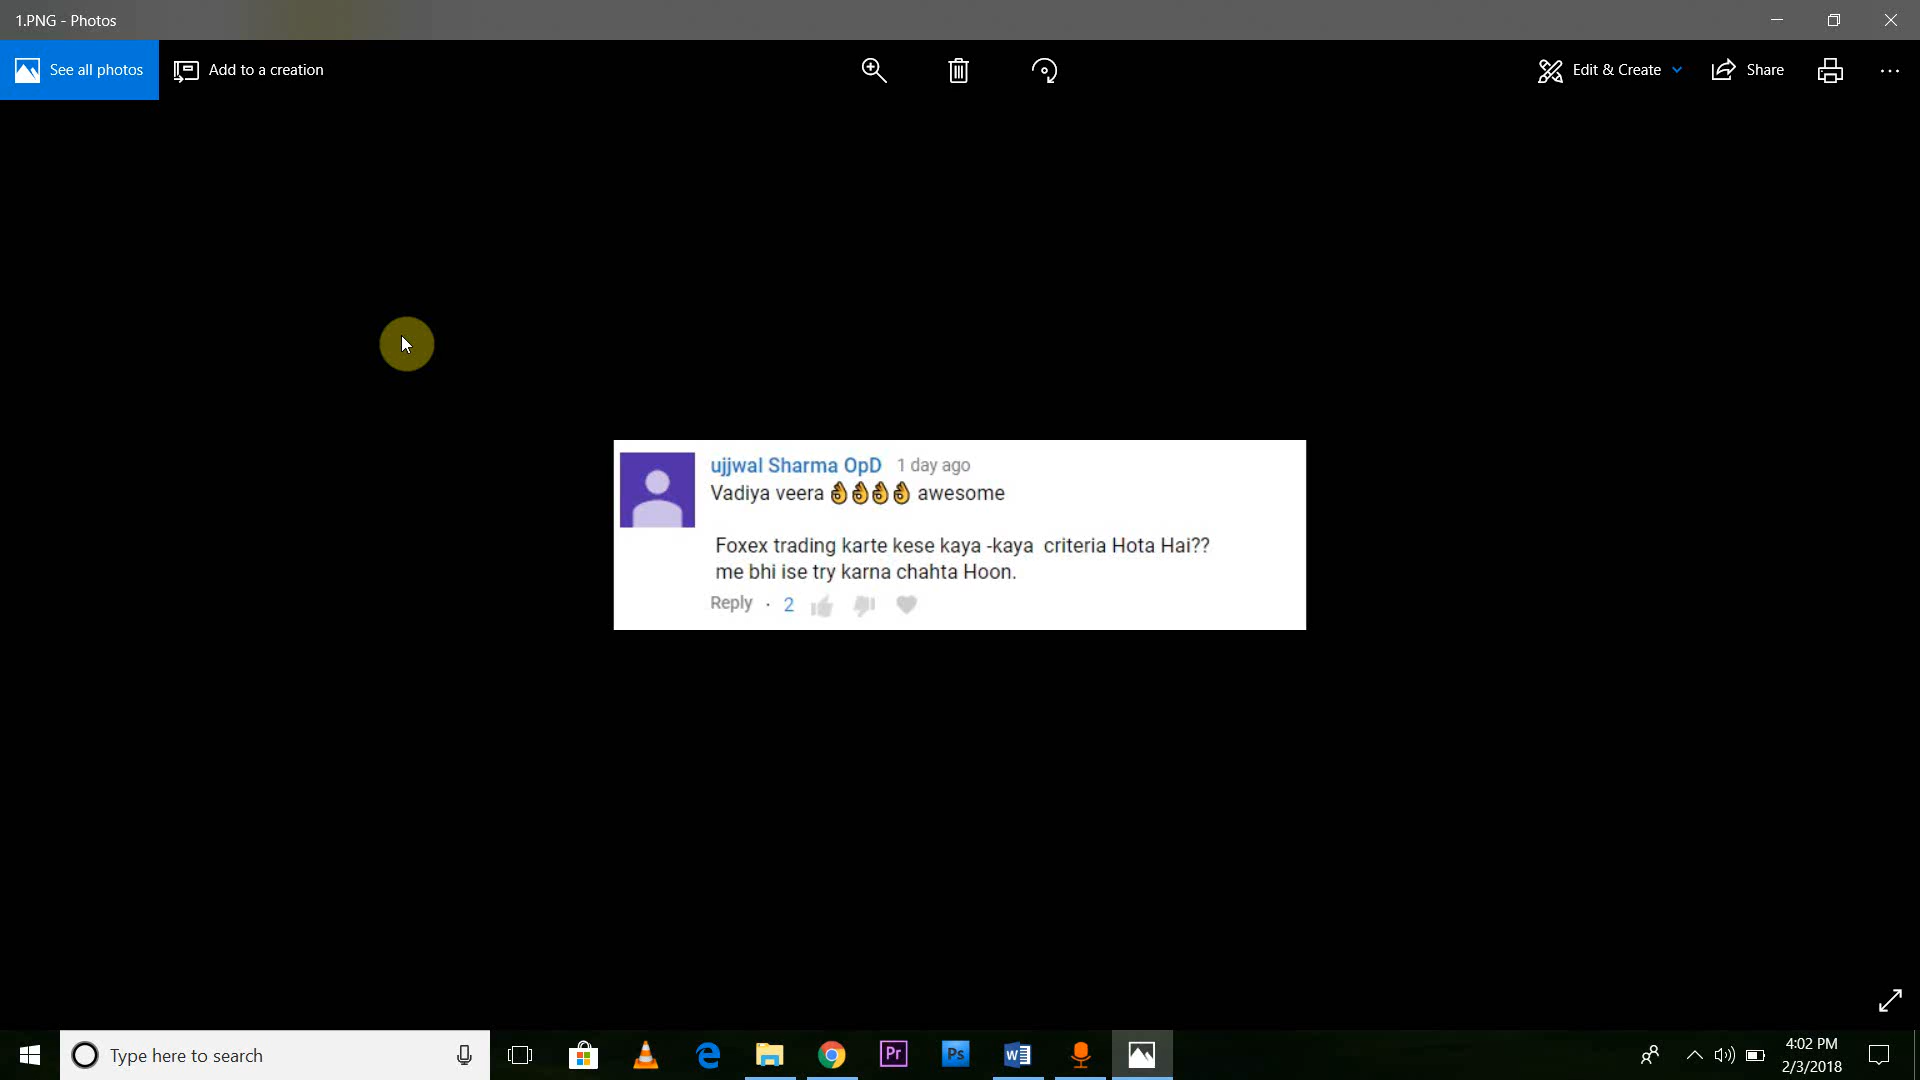 1.PNG - Photos
See all photos
Add to a creation
Edit & Create
Share
ujjwal Sharma OpD 1 day ago
Vadiya veera 👌👌👌👌 awesome
Foxex trading karte kese kaya -kaya criteria Hota Hai??
me bhi ise try karna chahta Hoon.
Reply · 2
Type here to search
Pr
Ps
4:02 PM
2/3/2018